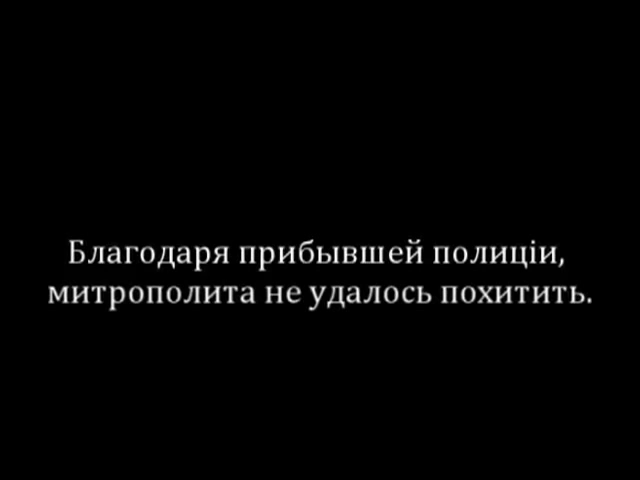 Благодаря прибывшей полиціи,
митрополита не удалось похитить.